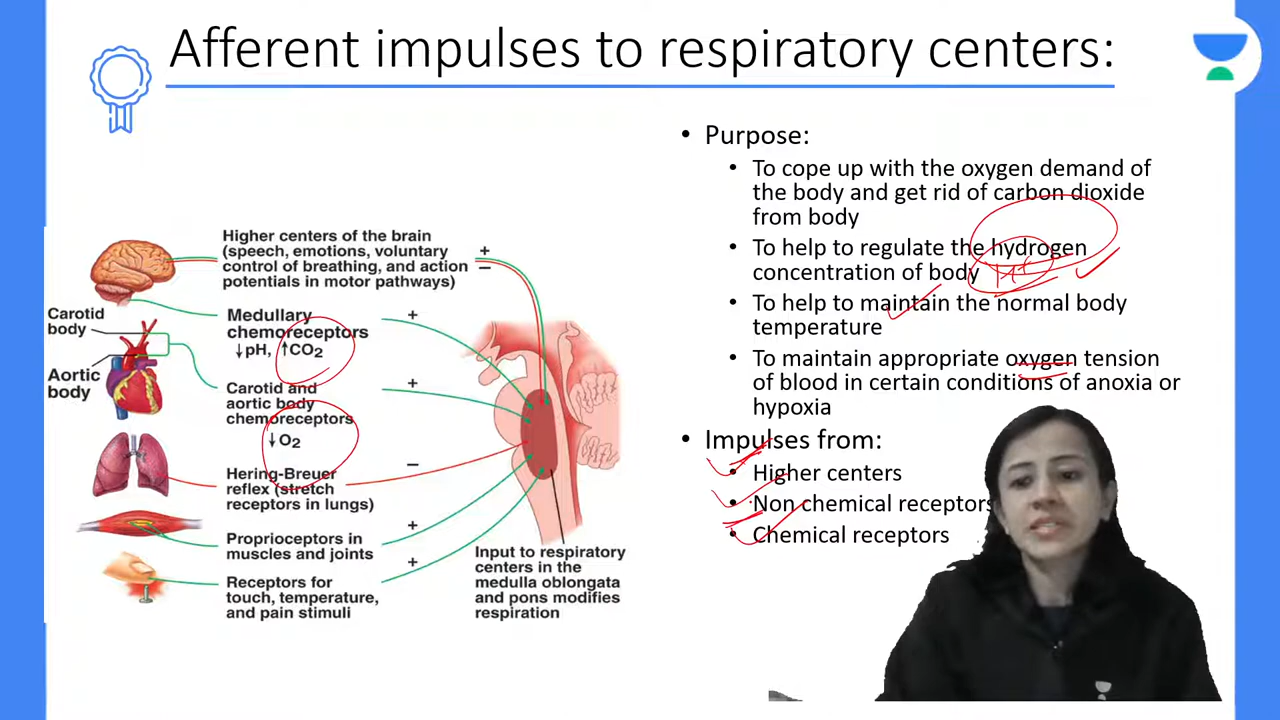 Afferent impulses to respiratory centers:
Higher centers of the brain
(speech, emotions, voluntary
control of breathing, and action
potentials in motor pathways)
+
−
Medullary
chemoreceptors
↓pH, ↑CO2
+
Carotid
body
Aortic
body
Carotid and
aortic body
chemoreceptors
↓O2
+
Hering-Breuer
reflex (stretch
receptors in lungs)
−
Proprioceptors in
muscles and joints
+
Receptors for
touch, temperature,
and pain stimuli
+
Input to respiratory
centers in the
medulla oblongata
and pons modifies
respiration
• Purpose:
• To cope up with the oxygen demand of
the body and get rid of carbon dioxide
from body
• To help to regulate the hydrogen
concentration of body
H+
• To help to maintain the normal body
temperature
• To maintain appropriate oxygen tension
of blood in certain conditions of anoxia or
hypoxia
• Impulses from:
• Higher centers
• Non chemical receptors
• Chemical receptors